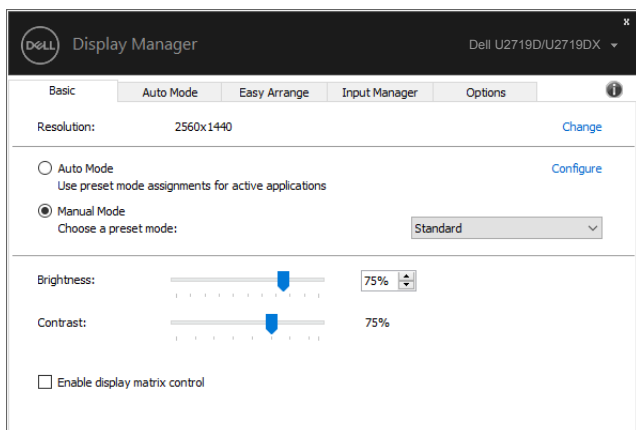 x
DELL Display Manager Dell U2719D/U2719DX
Basic Auto Mode Easy Arrange Input Manager Options i
Resolution: 2560x1440 Change
Auto Mode Configure
Use preset mode assignments for active applications
Manual Mode
Choose a preset mode: Standard
Brightness: 75%
Contrast: 75%
Enable display matrix control